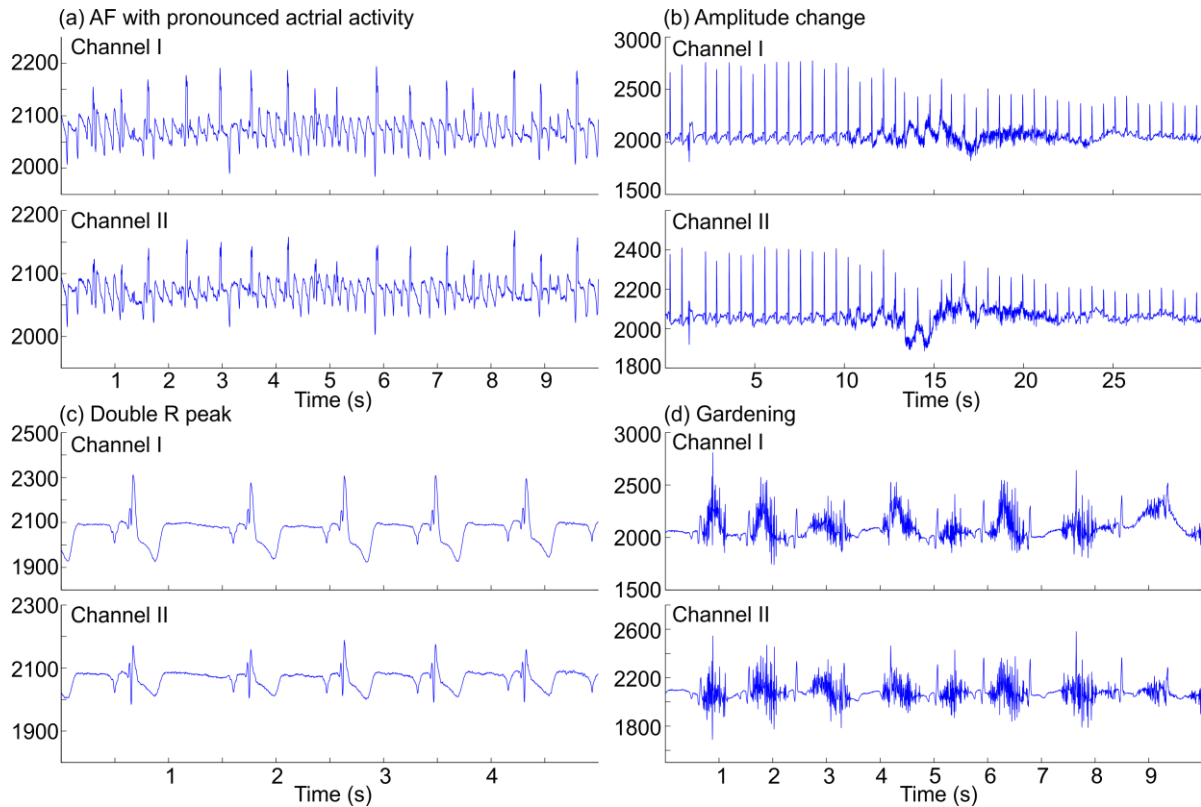 (a) AF with pronounced actrial activity
Channel I
2200
2100
2000
Channel II
2200
2100
2000
1 2 3 4 5 6 7 8 9
Time (s)
(b) Amplitude change
Channel I
3000
2500
2000
1500
Channel II
2400
2200
2000
1800
5 10 15 20 25
Time (s)
(c) Double R peak
Channel I
2500
2300
2100
1900
Channel II
2300
2100
1900
1 2 3 4
Time (s)
(d) Gardening
Channel I
3000
2500
2000
1500
Channel II
2600
2200
1800
1 2 3 4 5 6 7 8 9
Time (s)